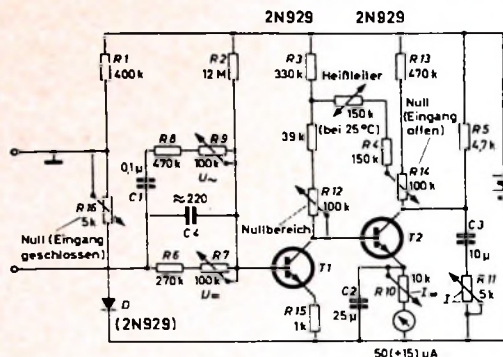 2N929 2N929
R1
400k
R2
12 M
R3
330k
Heißleiter
150k
(bei 25°C)
R13
470k
Null
(Eingang
offen)
R8
470k
R9
100k
U~
39k
R4
150k
R14
100k
R5
4,7k
0,1µ
C1
≈220
C4
R12
100k
Nullbereich
R16
5k
Null (Eingang
geschlossen)
R6
270k
R7
100k
U=
T1
T2
C3
10µ
D
(2N929)
R15
1k
C2
25µ
10k
R10
I=
R11
5k
I~
50(+15)µA